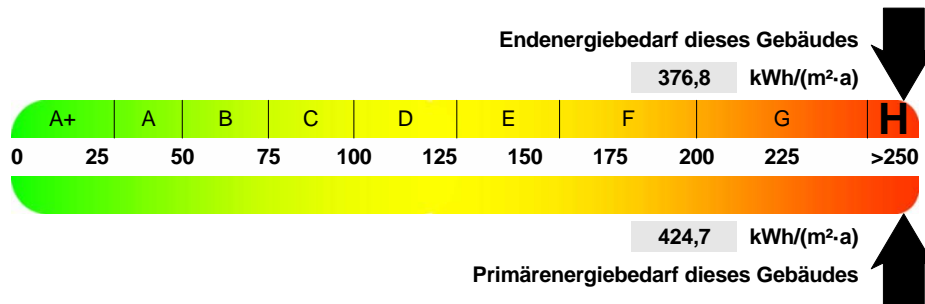 Endenergiebedarf dieses Gebäudes
376,8 kWh/(m²·a)
A+ A B C D E F G H
0 25 50 75 100 125 150 175 200 225 >250
424,7 kWh/(m²·a)
Primärenergiebedarf dieses Gebäudes